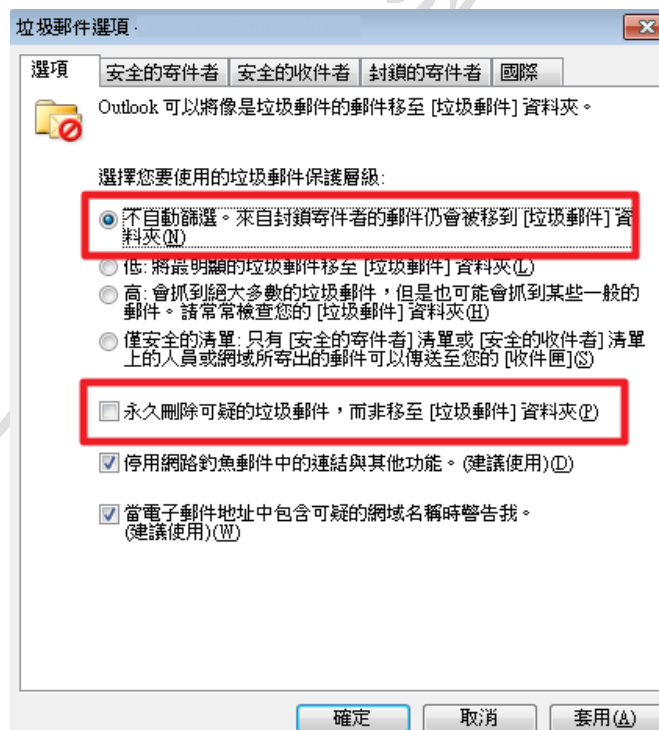 垃圾郵件選項 -
選項 安全的寄件者 安全的收件者 封鎖的寄件者 國際
Outlook 可以將像是垃圾郵件的郵件移至 [垃圾郵件] 資料夾。
選擇您要使用的垃圾郵件保護層級:
不自動篩選。來自封鎖寄件者的郵件仍會被移到 [垃圾郵件] 資
料夾(N)
低: 將最明顯的垃圾郵件移至 [垃圾郵件] 資料夾(L)
高: 會抓到絕大多數的垃圾郵件，但是也可能會抓到某些一般的
郵件。請常常檢查您的 [垃圾郵件] 資料夾(H)
僅安全的清單: 只有 [安全的寄件者] 清單或 [安全的收件者] 清單
上的人員或網域所寄出的郵件可以傳送至您的 [收件匣](S)
永久刪除可疑的垃圾郵件，而非移至 [垃圾郵件] 資料夾(P)
停用網路釣魚郵件中的連結與其他功能。(建議使用)(D)
當電子郵件地址中包含可疑的網域名稱時警告我。
(建議使用)(W)
確定 取消 套用(A)